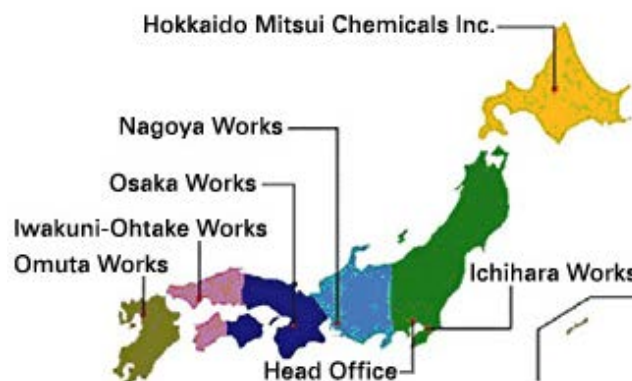 Hokkaido Mitsui Chemicals Inc.
Nagoya Works
Osaka Works
Iwakuni-Ohtake Works
Omuta Works
Ichihara Works
Head Office